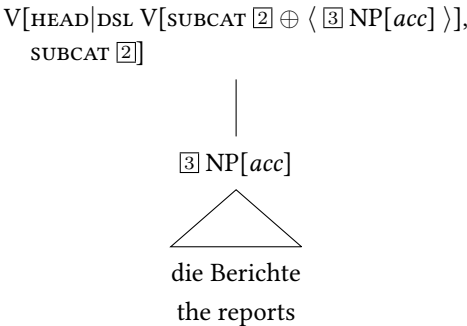 V[HEAD|DSL V[SUBCAT 2 ⊕ ⟨ 3 NP[acc] ⟩],
SUBCAT 2]
3 NP[acc]
die Berichte
the reports